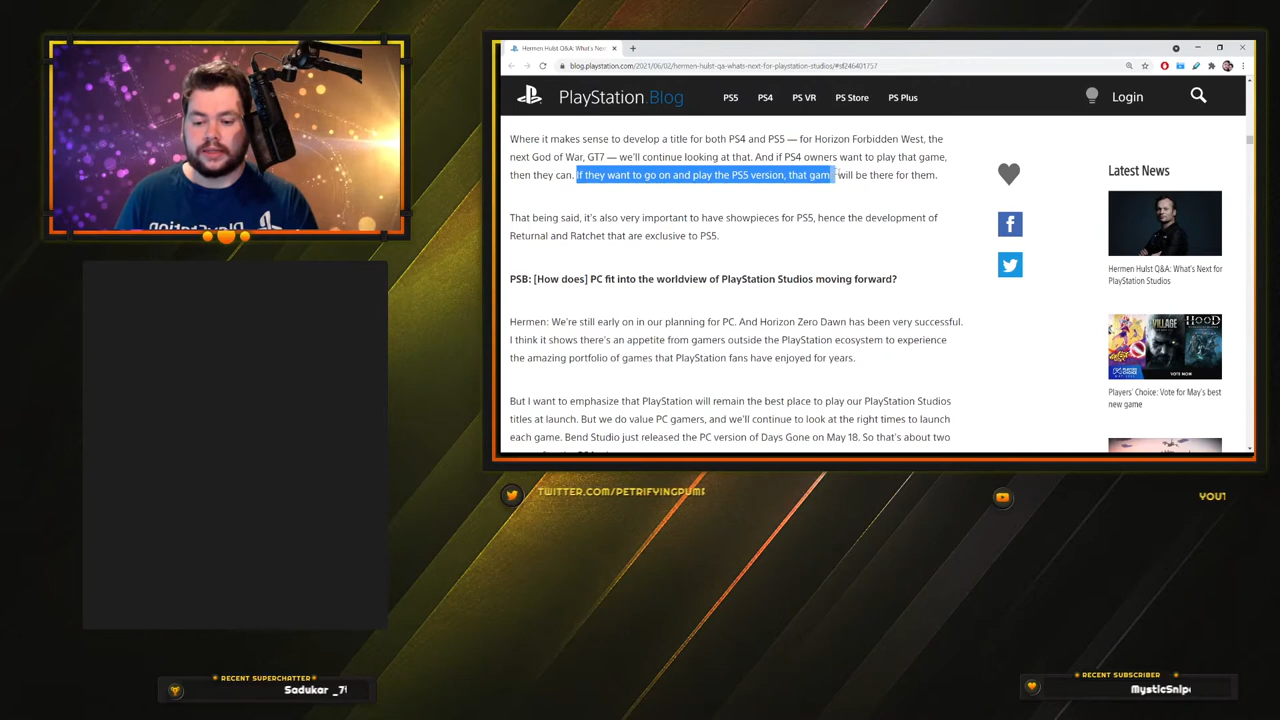 Hermen Hulst Q&A: What's Next
blog.playstation.com/2021/06/02/hermen-hulst-qa-whats-next-for-playstation-studios/#sf246401757
PlayStation.Blog
PS5
PS4
PS VR
PS Store
PS Plus
Login
Where it makes sense to develop a title for both PS4 and PS5 — for Horizon Forbidden West, the
next God of War, GT7 — we'll continue looking at that. And if PS4 owners want to play that game,
then they can. If they want to go on and play the PS5 version, that game will be there for them.
That being said, it's also very important to have showpieces for PS5, hence the development of
Returnal and Ratchet that are exclusive to PS5.
PSB: [How does] PC fit into the worldview of PlayStation Studios moving forward?
Hermen: We're still early on in our planning for PC. And Horizon Zero Dawn has been very successful.
I think it shows there's an appetite from gamers outside the PlayStation ecosystem to experience
the amazing portfolio of games that PlayStation fans have enjoyed for years.
But I want to emphasize that PlayStation will remain the best place to play our PlayStation Studios
titles at launch. But we do value PC gamers, and we'll continue to look at the right times to launch
each game. Bend Studio just released the PC version of Days Gone on May 18. So that's about two
Latest News
Hermen Hulst Q&A: What's Next for
PlayStation Studios
VILLAGE
HOOD
Players' Choice: Vote for May's best
new game
TWITTER.COM/PETRIFYINGPUMP
YOUT
RECENT SUPERCHATTER
Sadukar _7
RECENT SUBSCRIBER
MysticSnip